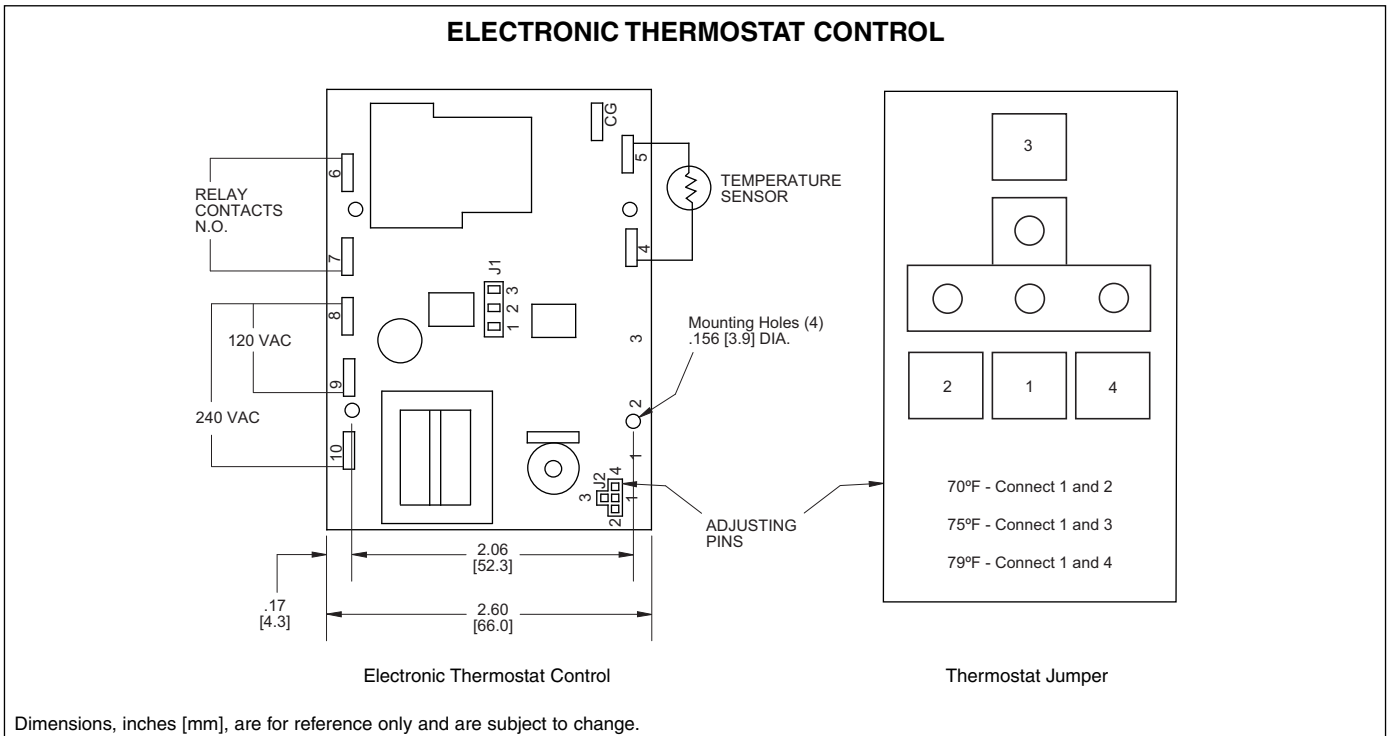 ELECTRONIC THERMOSTAT CONTROL
CG
6
5
RELAY
CONTACTS
N.O.
TEMPERATURE
SENSOR
7
4
J1
3
2
1
8
120 VAC
9
240 VAC
10
3
2
1
Mounting Holes (4)
.156 [3.9] DIA.
J2
4
3
1
2
ADJUSTING
PINS
2.06
[52.3]
.17
[4.3]
2.60
[66.0]
Electronic Thermostat Control
3
2
1
4
70ºF - Connect 1 and 2
75ºF - Connect 1 and 3
79ºF - Connect 1 and 4
Thermostat Jumper
Dimensions, inches [mm], are for reference only and are subject to change.